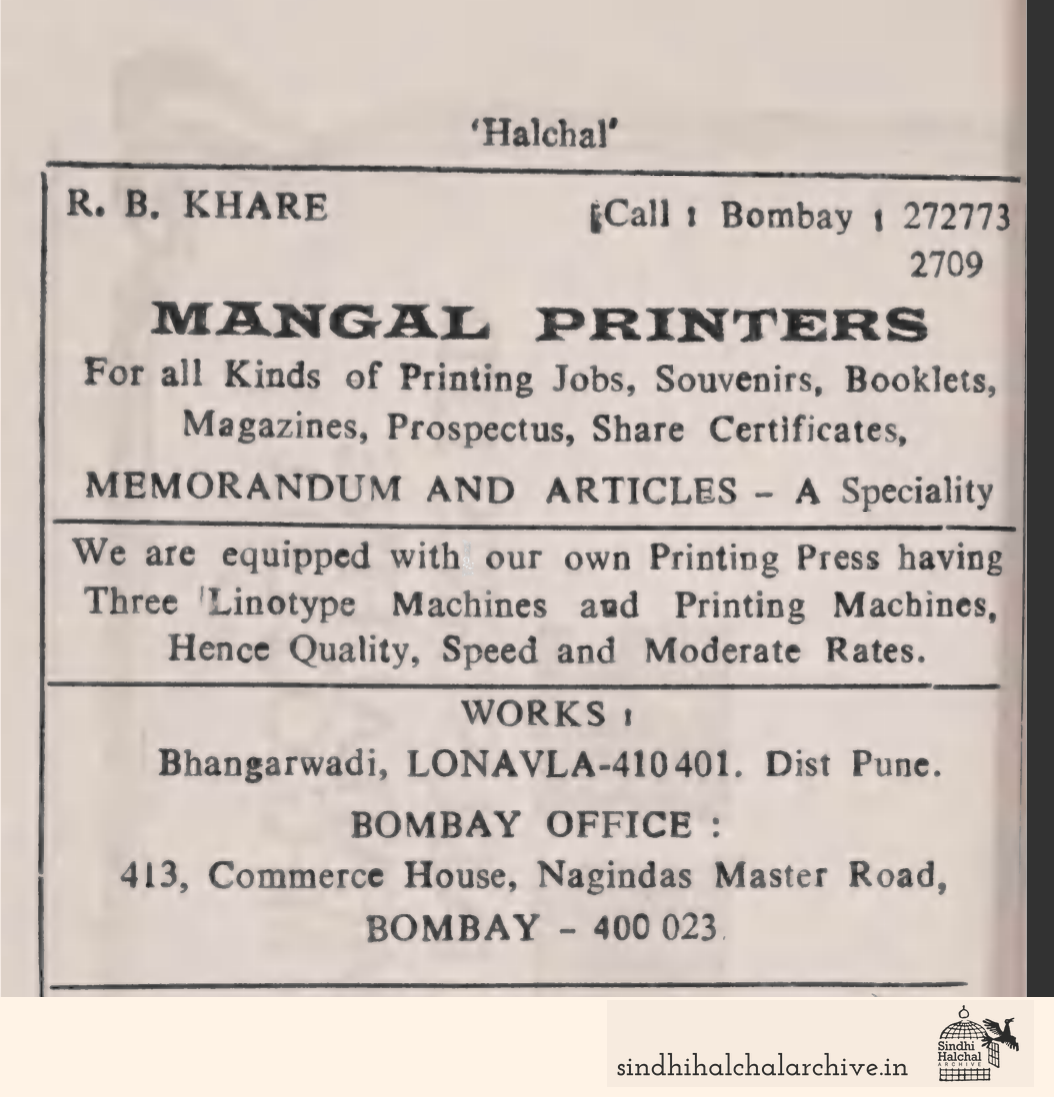 'Halchal'
R. B. KHARE
Call : Bombay : 272773
2709
MANGAL PRINTERS
For all Kinds of Printing Jobs, Souvenirs, Booklets,
Magazines, Prospectus, Share Certificates,
MEMORANDUM AND ARTICLES – A Speciality
We are equipped with our own Printing Press having
Three Linotype Machines and Printing Machines,
Hence Quality, Speed and Moderate Rates.
WORKS :
Bhangarwadi, LONAVLA-410401. Dist Pune.
BOMBAY OFFICE :
413, Commerce House, Nagindas Master Road,
BOMBAY – 400 023.
sindhihalchalarchive.in
Sindhi
Halchal
ARCHIVE